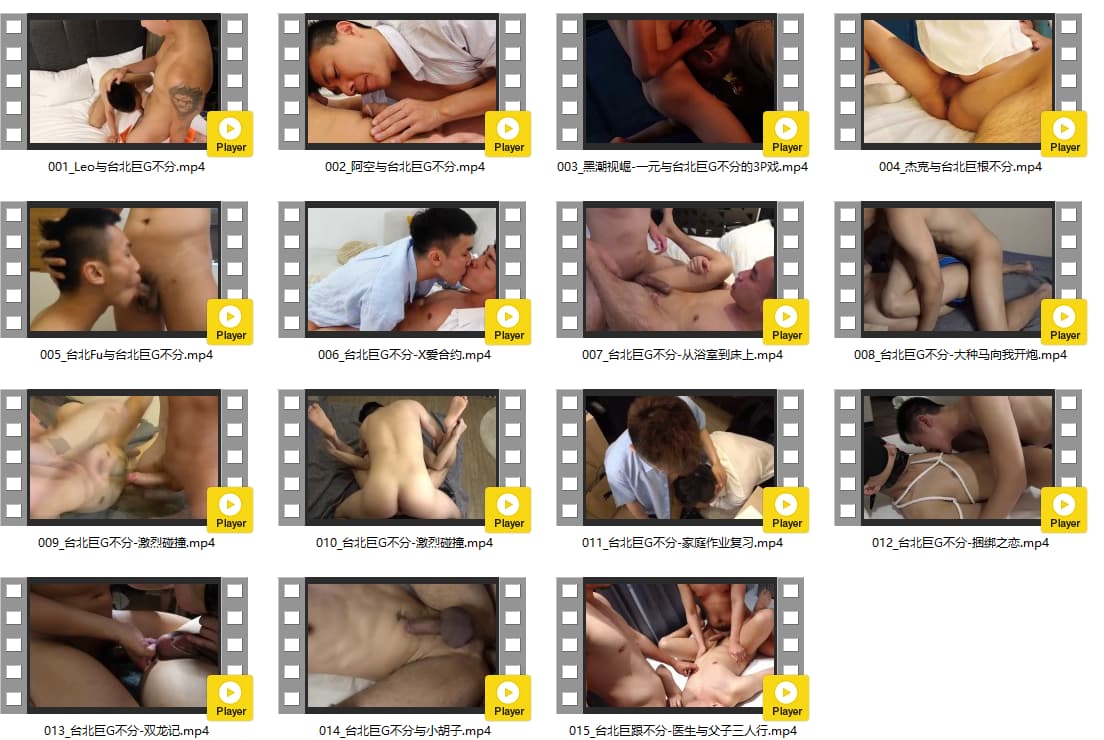 Player
Player
Player
Player
001_Leo与台北巨G不分.mp4
002_阿空与台北巨G不分.mp4
003_黑潮视崛-一元与台北巨G不分的3P戏.mp4
004_杰克与台北巨根不分.mp4
Player
Player
Player
Player
005_台北Fu与台北巨G不分.mp4
006_台北巨G不分-X爱合约.mp4
007_台北巨G不分-从浴室到床上.mp4
008_台北巨G不分-大种马向我开炮.mp4
Player
Player
Player
Player
009_台北巨G不分-激烈碰撞.mp4
010_台北巨G不分-激烈碰撞.mp4
011_台北巨G不分-家庭作业复习.mp4
012_台北巨G不分-捆绑之恋.mp4
Player
Player
Player
013_台北巨G不分-双龙记.mp4
014_台北巨G不分与小胡子.mp4
015_台北巨跟不分-医生与父子三人行.mp4